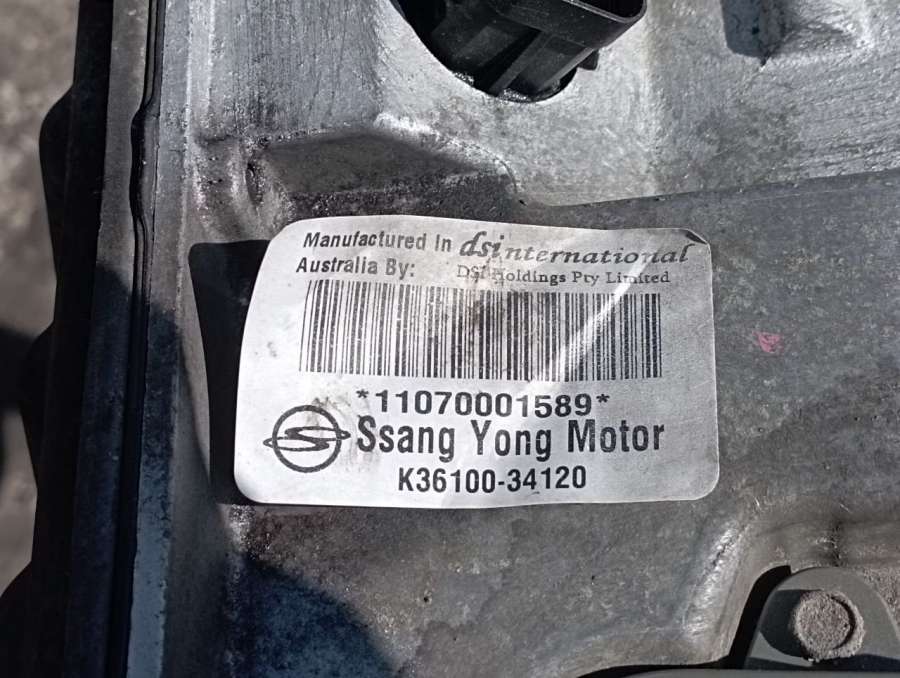 Manufactured In dsinternational
Australia By: DSI Holdings Pty Limited
*11070001589*
Ssang Yong Motor
K36100-34120